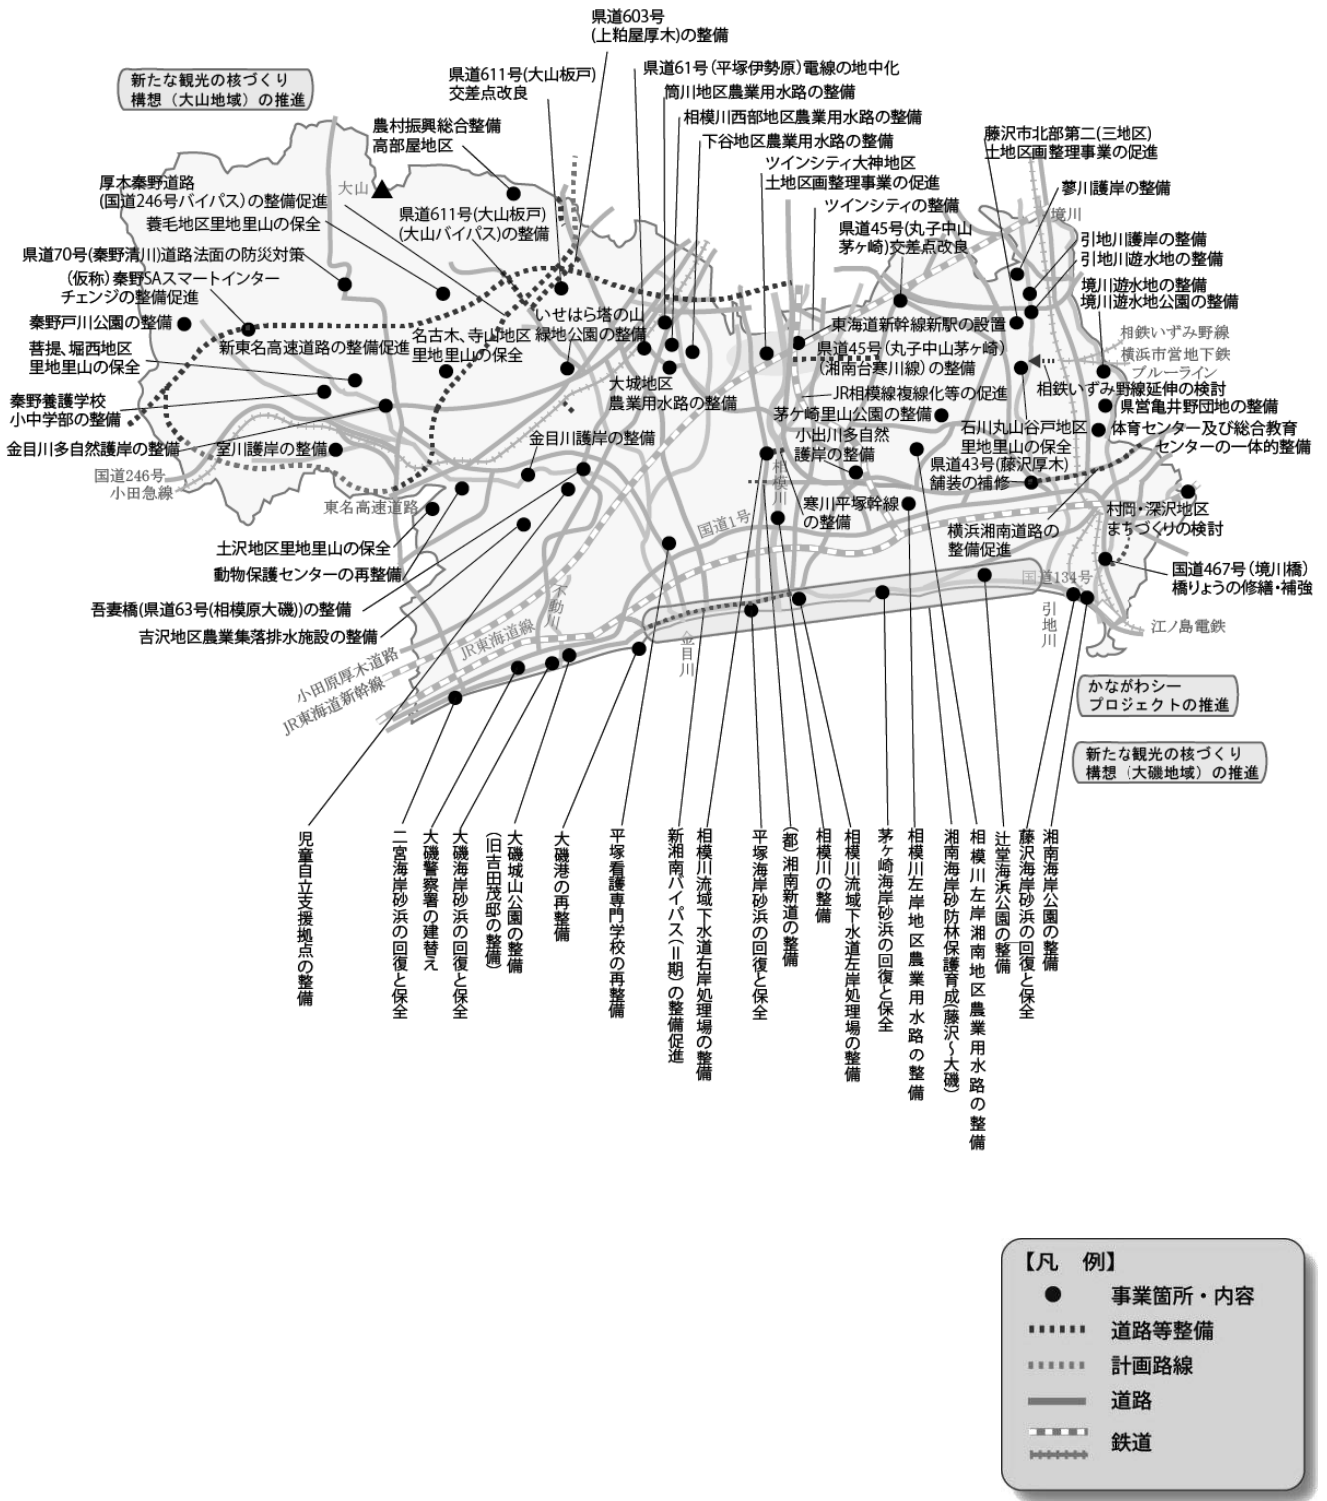 県道603号
(上粕屋厚木)の整備
新たな観光の核づくり
構想（大山地域）の推進
県道611号(大山板戸)
交差点改良
県道61号(平塚伊勢原)電線の地中化
筒川地区農業用水路の整備
相模川西部地区農業用水路の整備
下谷地区農業用水路の整備
農村振興総合整備
高部屋地区
ツインシティ大神地区
土地区画整理事業の促進
藤沢市北部第二(三地区)
土地区画整理事業の促進
大山
厚木秦野道路
(国道246号バイパス)の整備促進
蓑毛地区里地里山の保全
県道611号(大山板戸)
(大山バイパス)の整備
ツインシティの整備
県道45号(丸子中山
茅ヶ崎)交差点改良
蓼川護岸の整備
境川
引地川護岸の整備
引地川遊水地の整備
県道70号(秦野清川)道路法面の防災対策
(仮称)秦野SAスマートインター
チェンジの整備促進
境川遊水地の整備
境川遊水地公園の整備
秦野戸川公園の整備
新東名高速道路の整備促進
菩提、堀西地区
里地里山の保全
名古木、寺山地区
里地里山の保全
いせはら塔の山
緑地公園の整備
東海道新幹線新駅の設置
県道45号(丸子中山茅ヶ崎)
(湘南台寒川線)の整備
相鉄いずみ野線
横浜市営地下鉄
ブルーライン
相鉄いずみ野線延伸の検討
大城地区
農業用水路の整備
JR相模線複線化等の促進
茅ケ崎里山公園の整備
県営亀井野団地の整備
秦野養護学校
小中学部の整備
金目川多自然護岸の整備
室川護岸の整備
金目川護岸の整備
小出川多自然
護岸の整備
石川丸山谷戸地区
里地里山の保全
体育センター及び総合教育
センターの一体的整備
県道43号(藤沢厚木)
舗装の補修
国道246号
小田急線
東名高速道路
相模川
寒川平塚幹線
の整備
国道1号
横浜湘南道路の
整備促進
村岡・深沢地区
まちづくりの検討
土沢地区里地里山の保全
動物保護センターの再整備
国道467号(境川橋)
橋りょうの修繕・補強
国道134号
吾妻橋(県道63号(相模原大磯))の整備
吉沢地区農業集落排水施設の整備
不動川
金目川
引地川
江ノ島電鉄
JR東海道線
小田原厚木道路
JR東海道新幹線
かながわシー
プロジェクトの推進
新たな観光の核づくり
構想（大磯地域）の推進
児童自立支援拠点の整備
二宮海岸砂浜の回復と保全
大磯警察署の建替え
大磯海岸砂浜の回復と保全
大磯城山公園の整備
(旧吉田茂邸の整備)
大磯港の再整備
平塚看護専門学校の再整備
新湘南バイパス(Ⅱ期)の整備促進
相模川流域下水道右岸処理場の整備
平塚海岸砂浜の回復と保全
(都)湘南新道の整備
相模川の整備
相模川流域下水道左岸処理場の整備
茅ヶ崎海岸砂浜の回復と保全
相模川左岸地区農業用水路の整備
湘南海岸砂防林保護育成(藤沢～大磯)
相模川左岸湘南地区農業用水路の整備
辻堂海浜公園の整備
藤沢海岸砂浜の回復と保全
湘南海岸公園の整備
【凡　例】
事業箇所・内容
道路等整備
計画路線
道路
鉄道